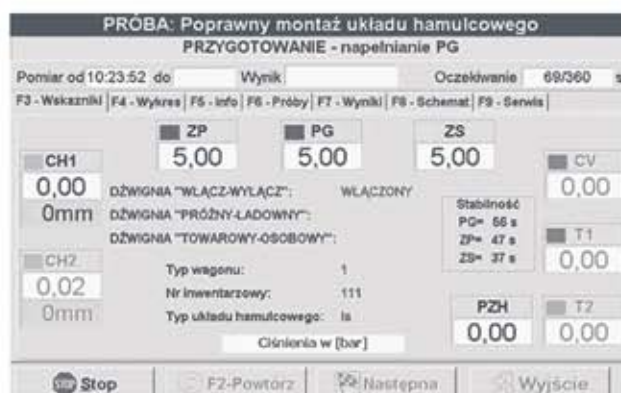 PRÓBA: Poprawny montaż układu hamulcowego
PRZYGOTOWANIE - napełnianie PG
Pomiar od 10:23:52 do Wynik Oczekiwanie 69/360 s
F3 - Wskaźniki F4 - Wykres F5 - Info F6 - Próby F7 - Wyniki F8 - Schemat F9 - Serwis
ZP PG ZS
5,00 5,00 5,00
CH1 CV
0,00 0,00
0mm
DŹWIGNIA "WŁĄCZ-WYŁĄCZ": WŁĄCZONY
DŹWIGNIA "PRÓŻNY-ŁADOWNY":
DŹWIGNIA "TOWAROWY-OSOBOWY":
Stabilność
PG= 56 s
ZP= 47 s
ZS= 37 s
T1
0,00
CH2
0,02
0mm
Typ wagonu: 1
Nr inwentarzowy: 111
Typ układu hamulcowego: Ia
PZH T2
0,00 0,00
Ciśnienia w [bar]
STOP Stop F2-Powtórz Następna Wyjście